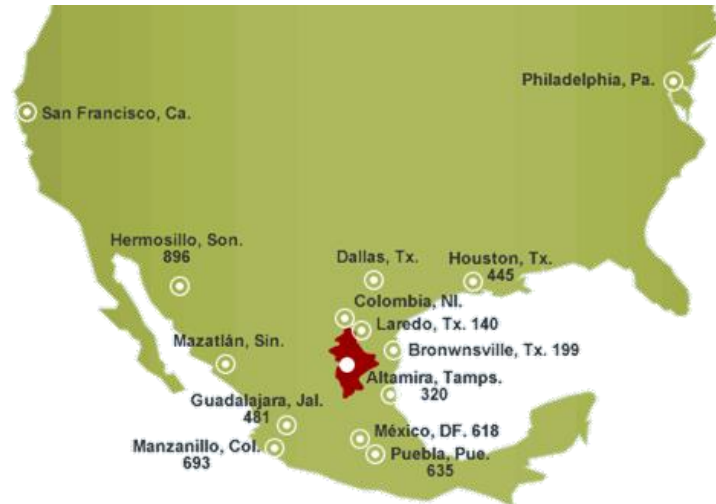 Philadelphia, Pa.
San Francisco, Ca.
Hermosillo, Son.
896
Dallas, Tx.
Houston, Tx.
445
Colombia, Nl.
Laredo, Tx. 140
Mazatlán, Sin.
Bronwnsville, Tx. 199
Altamira, Tamps.
320
Guadalajara, Jal.
481
México, DF. 618
Manzanillo, Col.
693
Puebla, Pue.
635